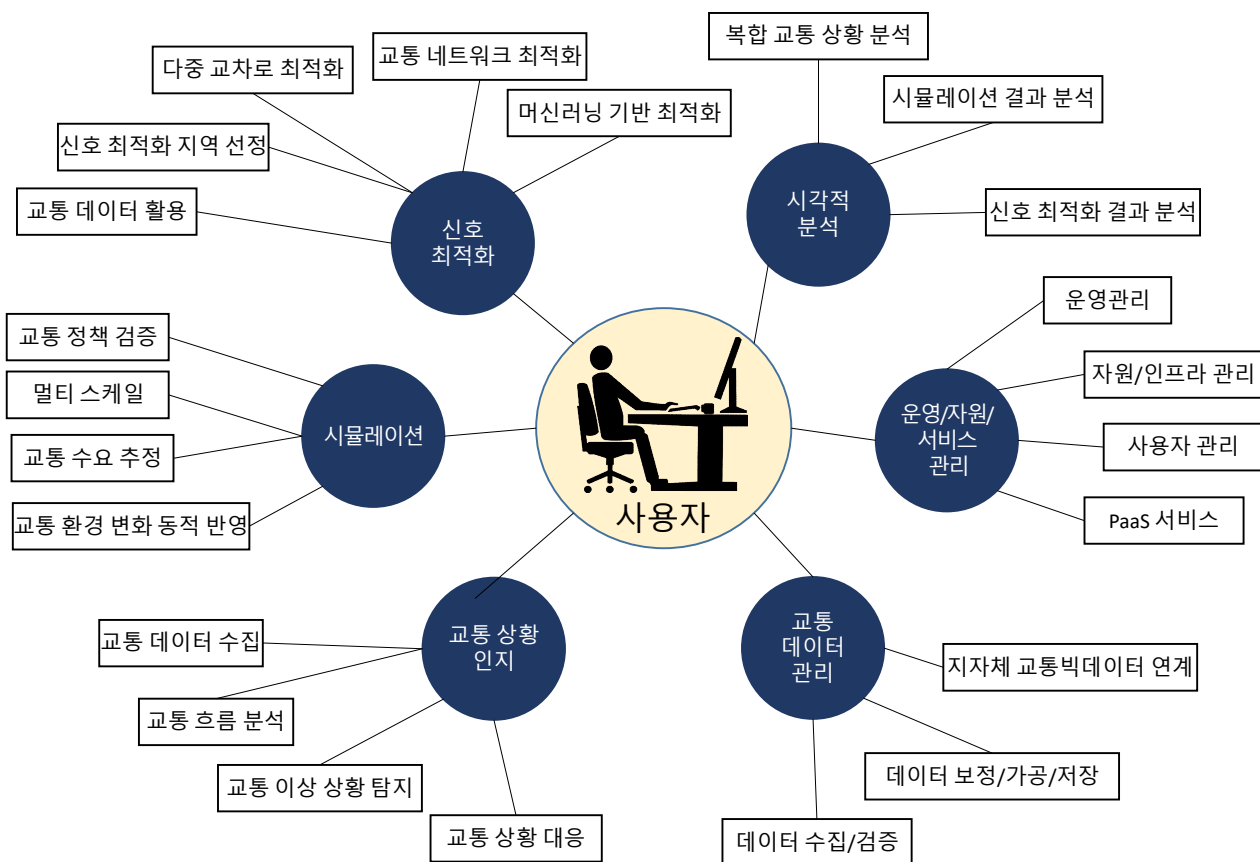 복합 교통 상황 분석
교통 네트워크 최적화
다중 교차로 최적화
시뮬레이션 결과 분석
머신러닝 기반 최적화
신호 최적화 지역 선정
교통 데이터 활용
신호
최적화
시각적
분석
신호 최적화 결과 분석
운영관리
교통 정책 검증
자원/인프라 관리
멀티 스케일
시뮬레이션
운영/자원/
서비스
관리
사용자 관리
교통 수요 추정
교통 환경 변화 동적 반영
사용자
PaaS 서비스
교통 데이터 수집
교통 상황
인지
교통
데이터
관리
지자체 교통빅데이터 연계
교통 흐름 분석
교통 이상 상황 탐지
데이터 보정/가공/저장
교통 상황 대응
데이터 수집/검증